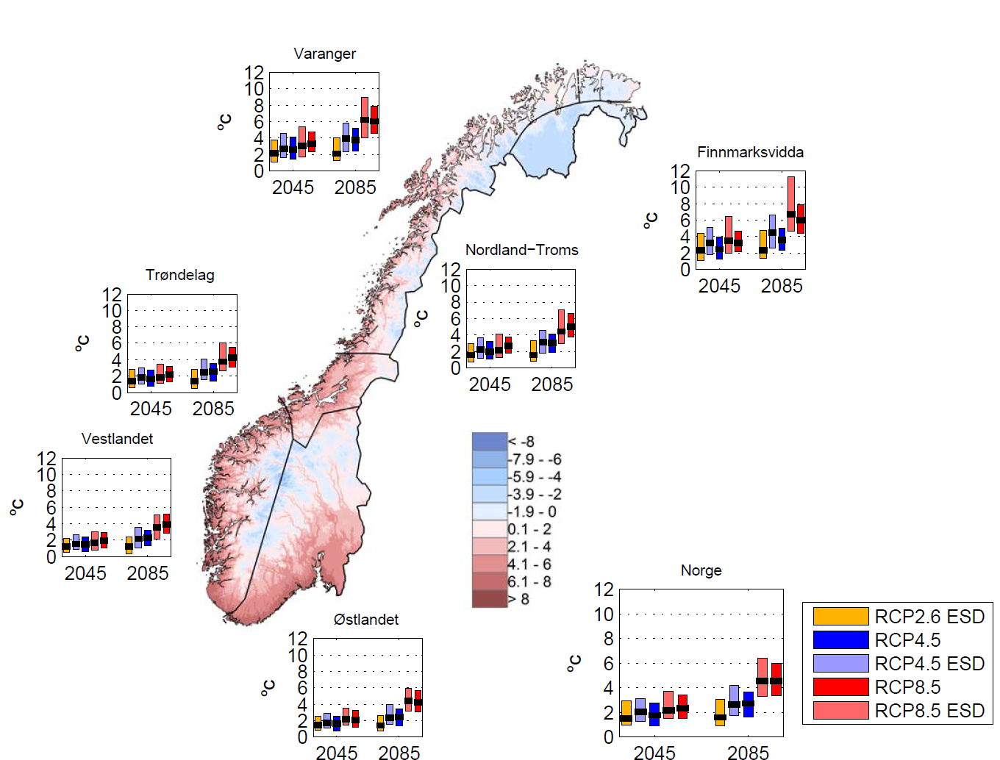 Varanger
12
10
8
6
4
2
0
°C
2045 2085
Finnmarksvidda
12
10
8
6
4
2
0
°C
2045 2085
Nordland−Troms
12
10
8
6
4
2
0
°C
2045 2085
Trøndelag
12
10
8
6
4
2
0
°C
2045 2085
Vestlandet
12
10
8
6
4
2
0
°C
2045 2085
< -8
-7.9 - -6
-5.9 - -4
-3.9 - -2
-1.9 - 0
0.1 - 2
2.1 - 4
4.1 - 6
6.1 - 8
> 8
Østlandet
12
10
8
6
4
2
0
°C
2045 2085
Norge
12
10
8
6
4
2
0
°C
2045 2085
RCP2.6 ESD
RCP4.5
RCP4.5 ESD
RCP8.5
RCP8.5 ESD